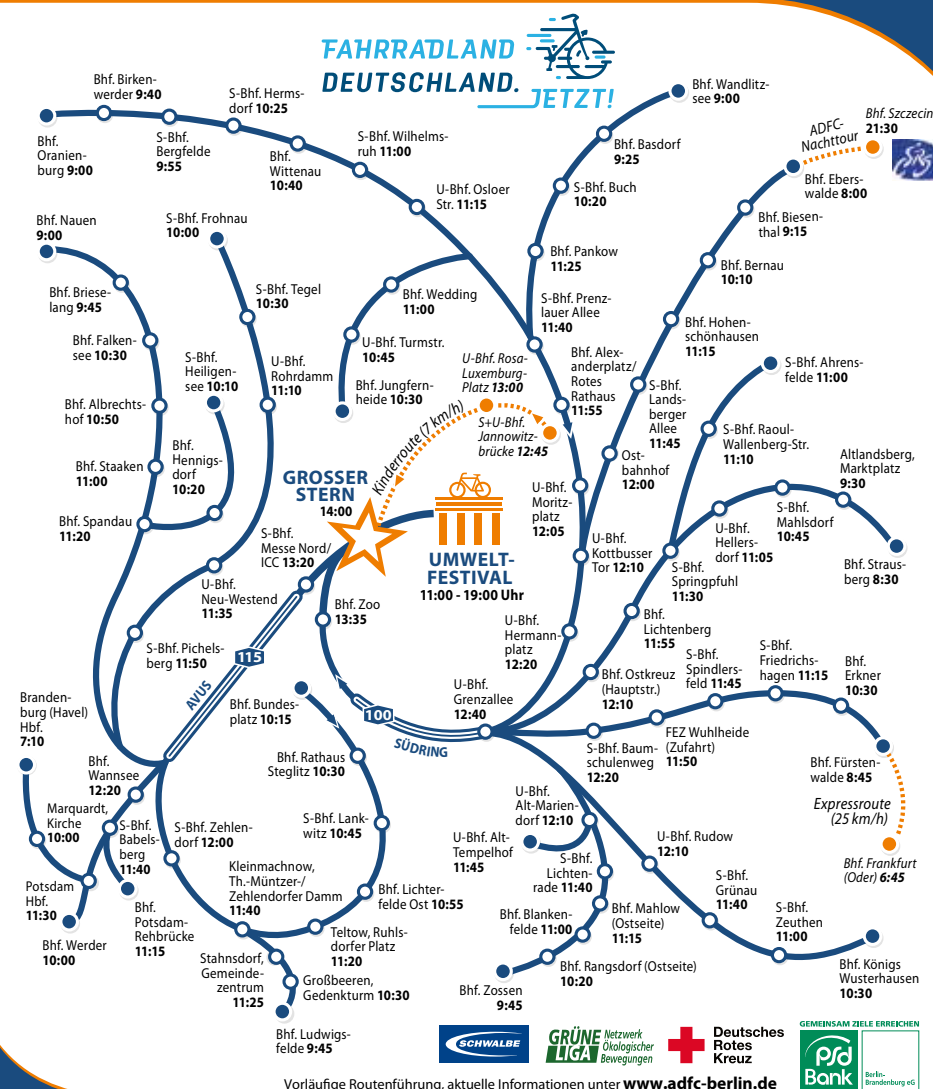 FAHRRADLAND
DEUTSCHLAND.
JETZT!
Bhf. Birken-
werder 9:40
S-Bhf. Herms-
dorf 10:25
Bhf.
Oranien-
burg 9:00
S-Bhf.
Bergfelde
9:55
Bhf.
Wittenau
10:40
S-Bhf. Wilhelms-
ruh 11:00
U-Bhf. Osloer
Str. 11:15
Bhf. Wandlitz-
see 9:00
Bhf. Basdorf
9:25
S-Bhf. Buch
10:20
Bhf. Pankow
11:25
S-Bhf. Prenz-
lauer Allee
11:40
ADFC-
Nachttour
Bhf. Szczecin
21:30
Bhf. Ebers-
walde 8:00
Bhf. Biesen-
thal 9:15
Bhf. Bernau
10:10
Bhf. Hohen-
schönhausen
11:15
S-Bhf.
Lands-
berger
Allee
11:45
Ost-
bahnhof
12:00
Bhf. Nauen
9:00
Bhf. Briese-
lang 9:45
Bhf. Falken-
see 10:30
Bhf. Albrechts-
hof 10:50
Bhf. Staaken
11:00
Bhf. Spandau
11:20
S-Bhf. Frohnau
10:00
S-Bhf. Tegel
10:30
U-Bhf.
Rohrdamm
11:10
S-Bhf.
Heiligen-
see 10:10
Bhf.
Hennigs-
dorf
10:20
Bhf. Wedding
11:00
U-Bhf. Turmstr.
10:45
Bhf. Jungfern-
heide 10:30
U-Bhf. Rosa-
Luxemburg-
Platz 13:00
S+U-Bhf.
Jannowitz-
brücke 12:45
Kinderroute (7 km/h)
Bhf. Alex-
anderplatz/
Rotes
Rathaus
11:55
S-Bhf. Ahrens-
felde 11:00
S-Bhf. Raoul-
Wallenberg-Str.
11:10
Altlandsberg,
Marktplatz
9:30
S-Bhf.
Mahlsdorf
10:45
U-Bhf.
Hellers-
dorf 11:05
Bhf. Straus-
berg 8:30
S-Bhf.
Springpfuhl
11:30
Bhf.
Lichtenberg
11:55
Bhf. Ostkreuz
(Hauptstr.)
12:10
GROSSER
STERN
14:00
UMWELT-
FESTIVAL
11:00 - 19:00 Uhr
U-Bhf.
Moritz-
platz
12:05
U-Bhf.
Kottbusser
Tor 12:10
U-Bhf.
Hermann-
platz
12:20
U-Bhf.
Grenzallee
12:40
S-Bhf.
Messe Nord/
ICC 13:20
Bhf. Zoo
13:35
U-Bhf.
Neu-Westend
11:35
S-Bhf. Pichels-
berg 11:50
115
AVUS
100
SÜDRING
Bhf. Bundes-
platz 10:15
Bhf. Rathaus
Steglitz 10:30
S-Bhf. Lank-
witz 10:45
Bhf. Lichter-
felde Ost 10:55
S-Bhf.
Spindlers-
feld 11:45
S-Bhf.
Friedrichs-
hagen 11:15
Bhf.
Erkner
10:30
FEZ Wuhlheide
(Zufahrt)
11:50
S-Bhf. Baum-
schulenweg
12:20
Bhf. Fürsten-
walde 8:45
Expressroute
(25 km/h)
Bhf. Frankfurt
(Oder) 6:45
Branden-
burg (Havel)
Hbf.
7:10
Bhf.
Wannsee
12:20
Marquardt,
Kirche
10:00
S-Bhf.
Babels-
berg
11:40
Potsdam
Hbf.
11:30
Bhf. Werder
10:00
Bhf.
Potsdam-
Rehbrücke
11:15
S-Bhf. Zehlen-
dorf 12:00
Kleinmachnow,
Th.-Müntzer-/
Zehlendorfer Damm
11:40
Teltow, Ruhls-
dorfer Platz
11:20
Stahnsdorf,
Gemeinde-
zentrum
11:25
Großbeeren,
Gedenkturm 10:30
Bhf. Ludwigs-
felde 9:45
U-Bhf.
Alt-Marien-
dorf 12:10
U-Bhf. Alt-
Tempelhof
11:45
S-Bhf.
Lichten-
rade 11:40
Bhf. Mahlow
(Ostseite)
11:15
Bhf. Blanken-
felde 11:00
Bhf. Rangsdorf (Ostseite)
10:20
Bhf. Zossen
9:45
U-Bhf. Rudow
12:10
S-Bhf.
Grünau
11:40
S-Bhf.
Zeuthen
11:00
Bhf. Königs
Wusterhausen
10:30
SCHWALBE
GRÜNE
LIGA
Netzwerk
Ökologischer
Bewegungen
Deutsches
Rotes
Kreuz
GEMEINSAM ZIELE ERREICHEN
psd
Bank
Berlin-
Brandenburg eG
Vorläufige Routenführung, aktuelle Informationen unter www.adfc-berlin.de